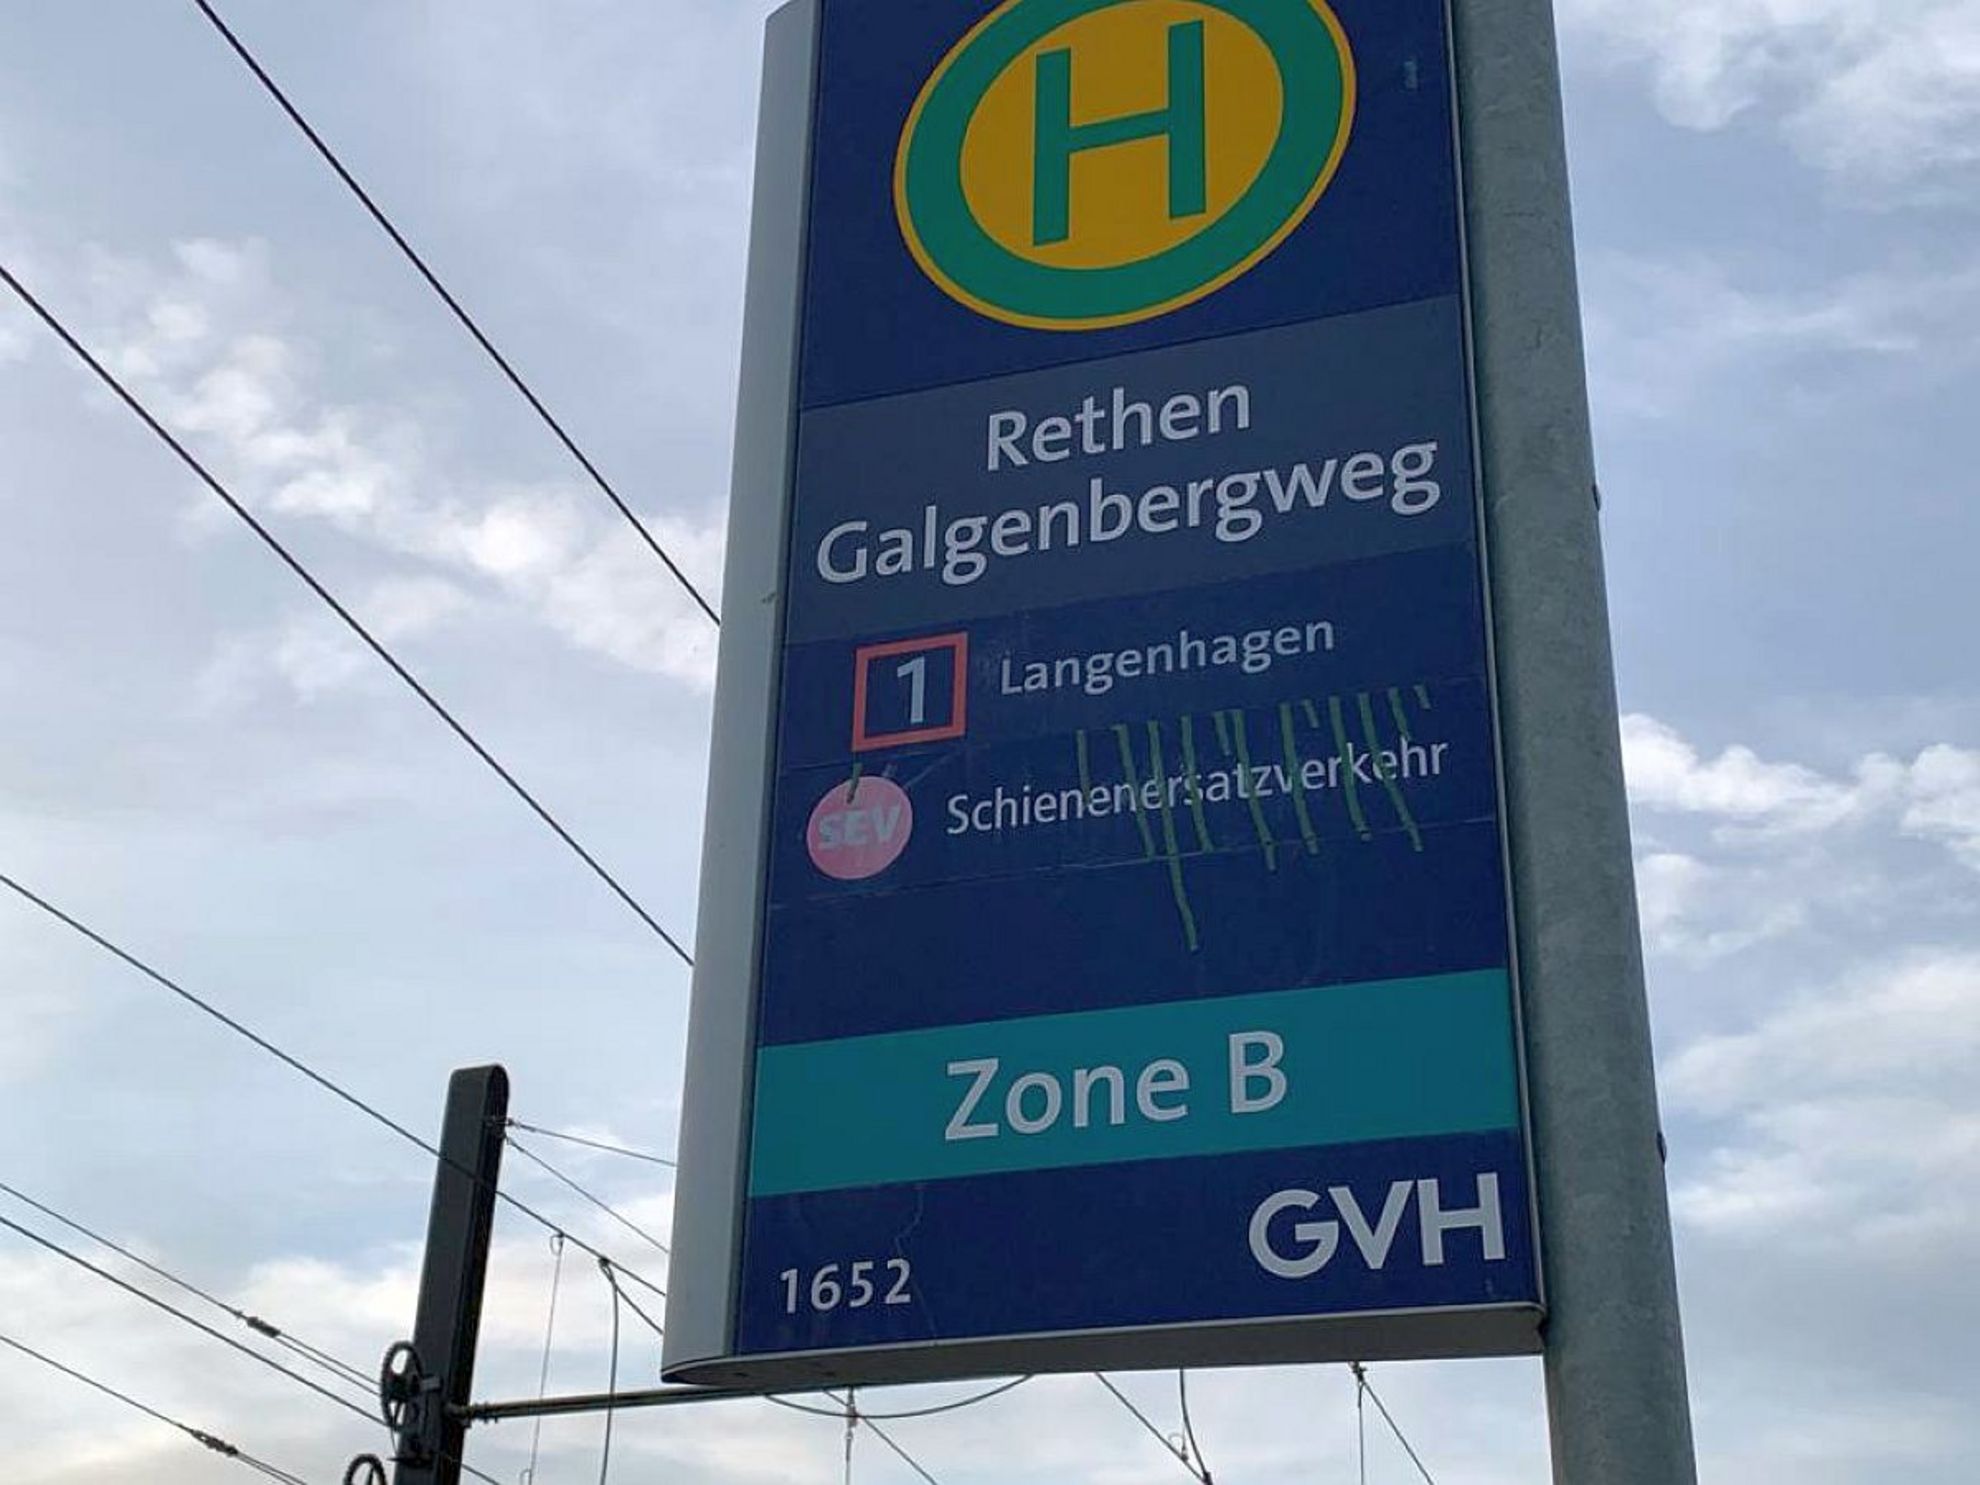 H
Rethen
Galgenbergweg
1 Langenhagen
SEV Schienenersatzverkehr
Zone B
1652 GVH